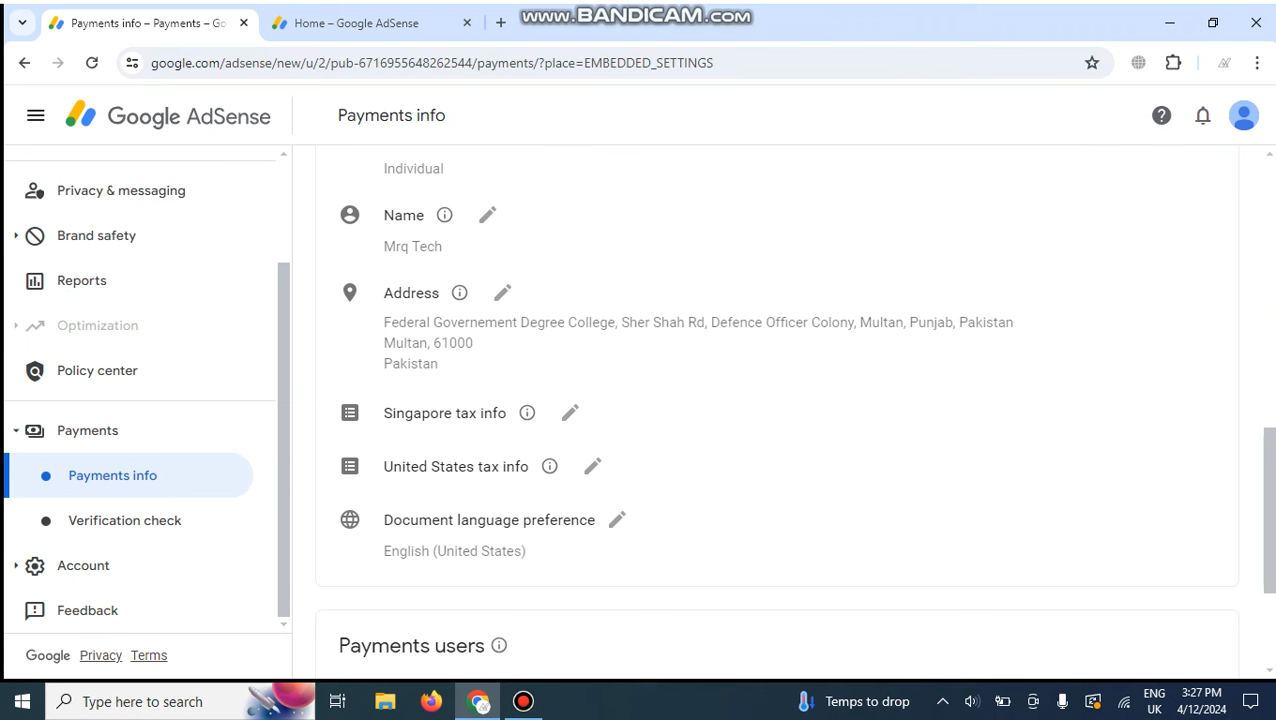 Payments info – Payments – Go
Home – Google AdSense
www.BANDICAM.com
google.com/adsense/new/u/2/pub-6716955648262544/payments/?place=EMBEDDED_SETTINGS
Google AdSense
Payments info
Individual
Privacy & messaging
Name
Brand safety
Mrq Tech
Reports
Address
Federal Governement Degree College, Sher Shah Rd, Defence Officer Colony, Multan, Punjab, Pakistan
Optimization
Multan, 61000
Pakistan
Policy center
Singapore tax info
Payments
United States tax info
Payments info
Document language preference
Verification check
English (United States)
Account
Feedback
Payments users
Google Privacy Terms
Type here to search
Temps to drop
ENG
UK
3:27 PM
4/12/2024